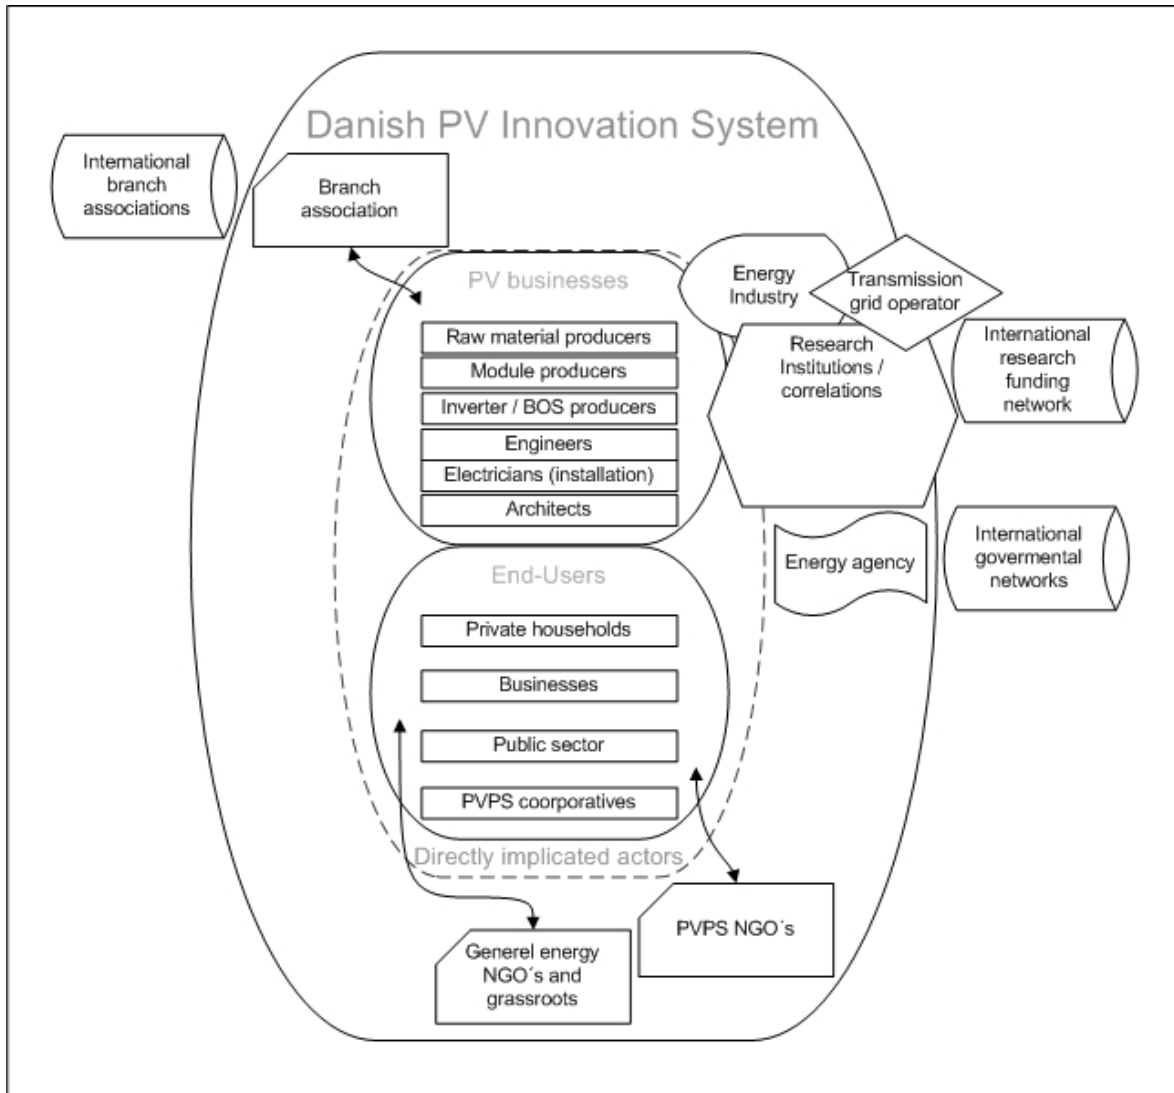 Danish PV Innovation System
International
branch
associations
Branch
association
PV businesses
Energy
Industry
Transmission
grid operator
Raw material producers
Module producers
Inverter / BOS producers
Engineers
Electricians (installation)
Architects
Research
Institutions /
correlations
International
research
funding
network
End-Users
Energy agency
International
govermental
networks
Private households
Businesses
Public sector
PVPS coorporatives
Directly implicated actors
Generel energy
NGO´s and
grassroots
PVPS NGO´s